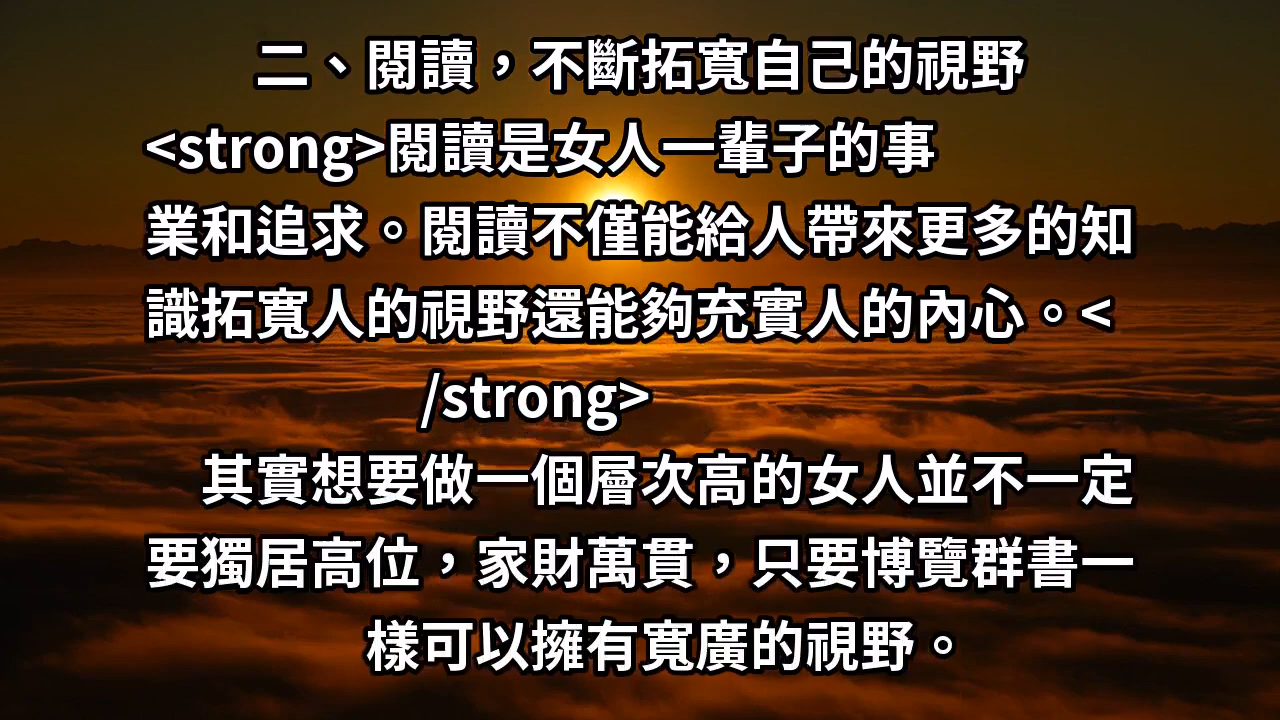 二、閱讀，不斷拓寬自己的視野
<strong>閱讀是女人一輩子的事
業和追求。閱讀不僅能給人帶來更多的知
識拓寬人的視野還能夠充實人的內心。<
/strong>
其實想要做一個層次高的女人並不一定
要獨居高位，家財萬貫，只要博覽群書一
樣可以擁有寬廣的視野。